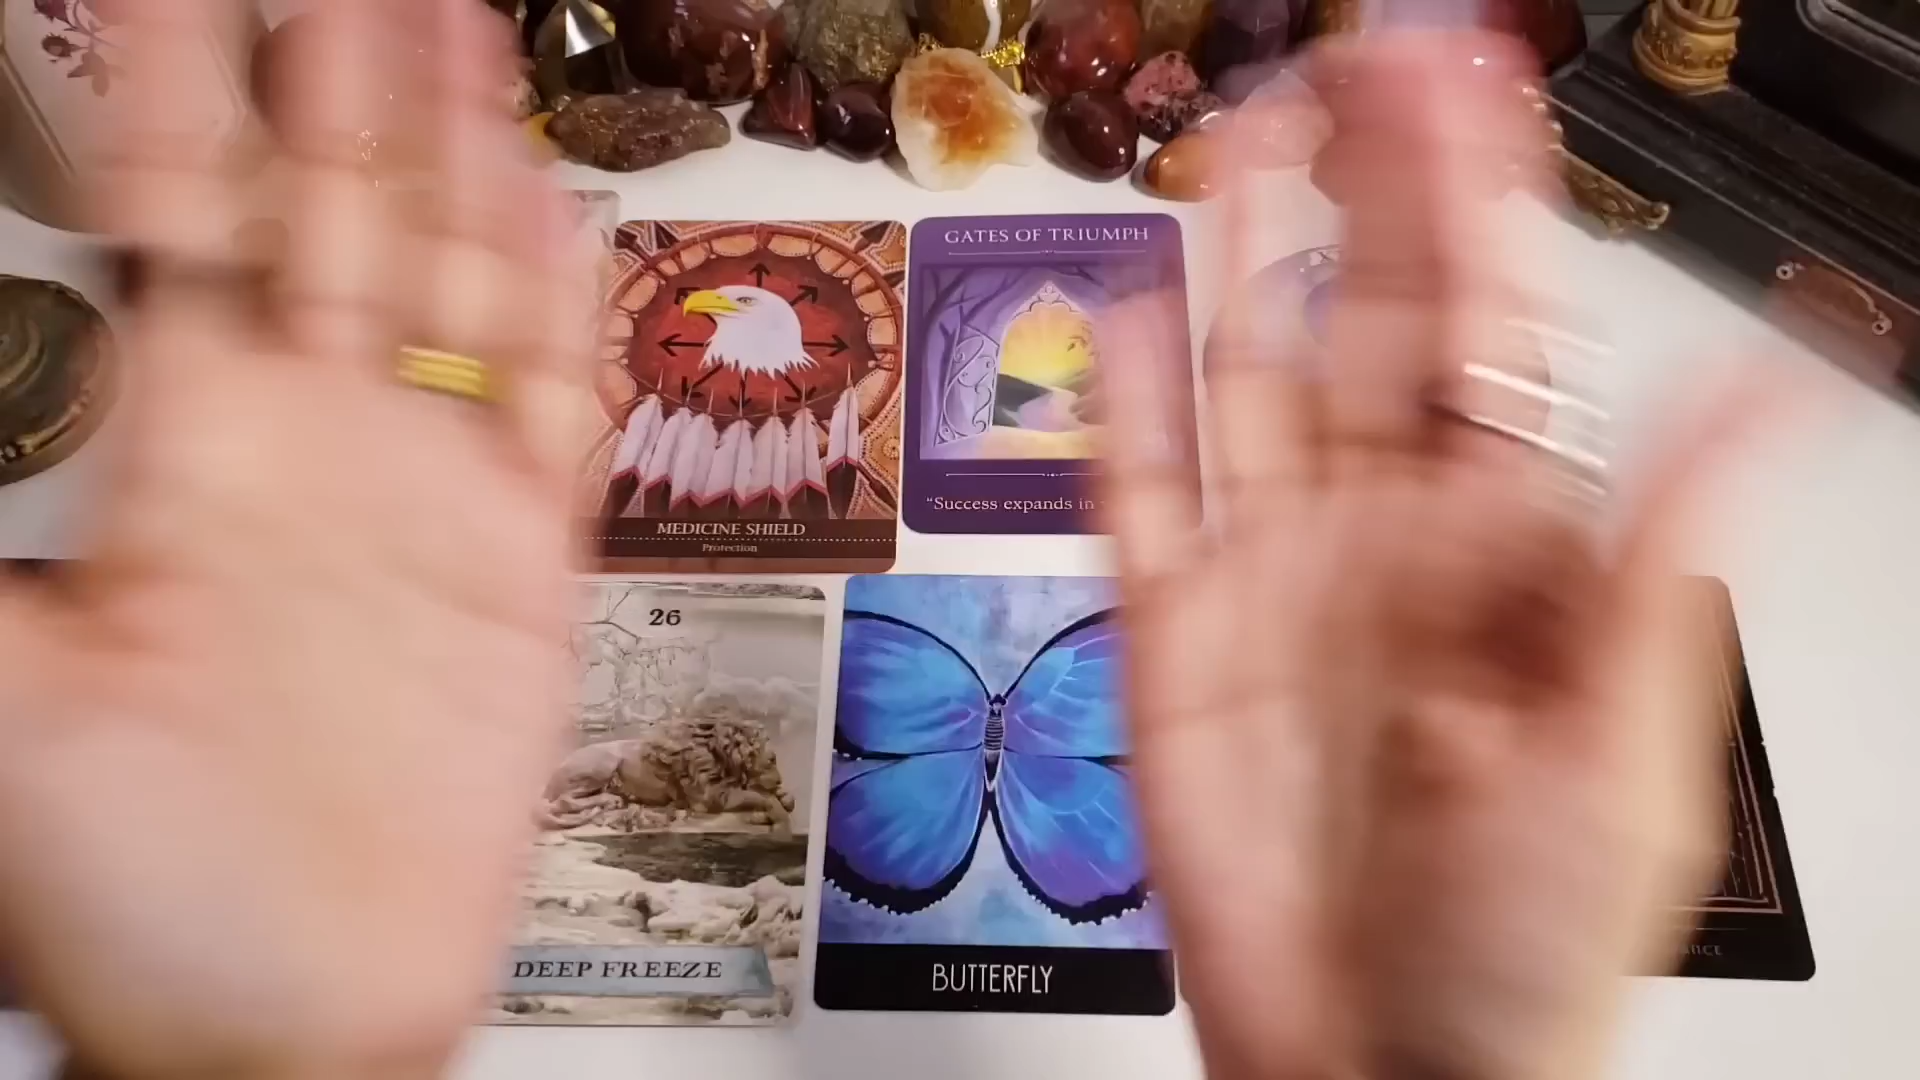 GATES OF TRIUMPH
"Success expands in
MEDICINE SHIELD
Protection
26
DEEP FREEZE
BUTTERFLY